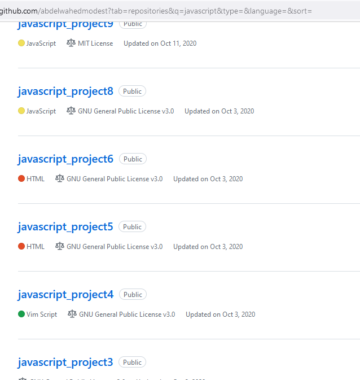 github.com/abdelwahedmodest?tab=repositories&q=javascript&type=&language=&sort=
javascript_project9 Public
JavaScript MIT License Updated on Oct 11, 2020
javascript_project8 Public
JavaScript GNU General Public License v3.0 Updated on Oct 3, 2020
javascript_project6 Public
HTML GNU General Public License v3.0 Updated on Oct 3, 2020
javascript_project5 Public
HTML GNU General Public License v3.0 Updated on Oct 3, 2020
javascript_project4 Public
Vim Script GNU General Public License v3.0 Updated on Oct 3, 2020
javascript_project3 Public